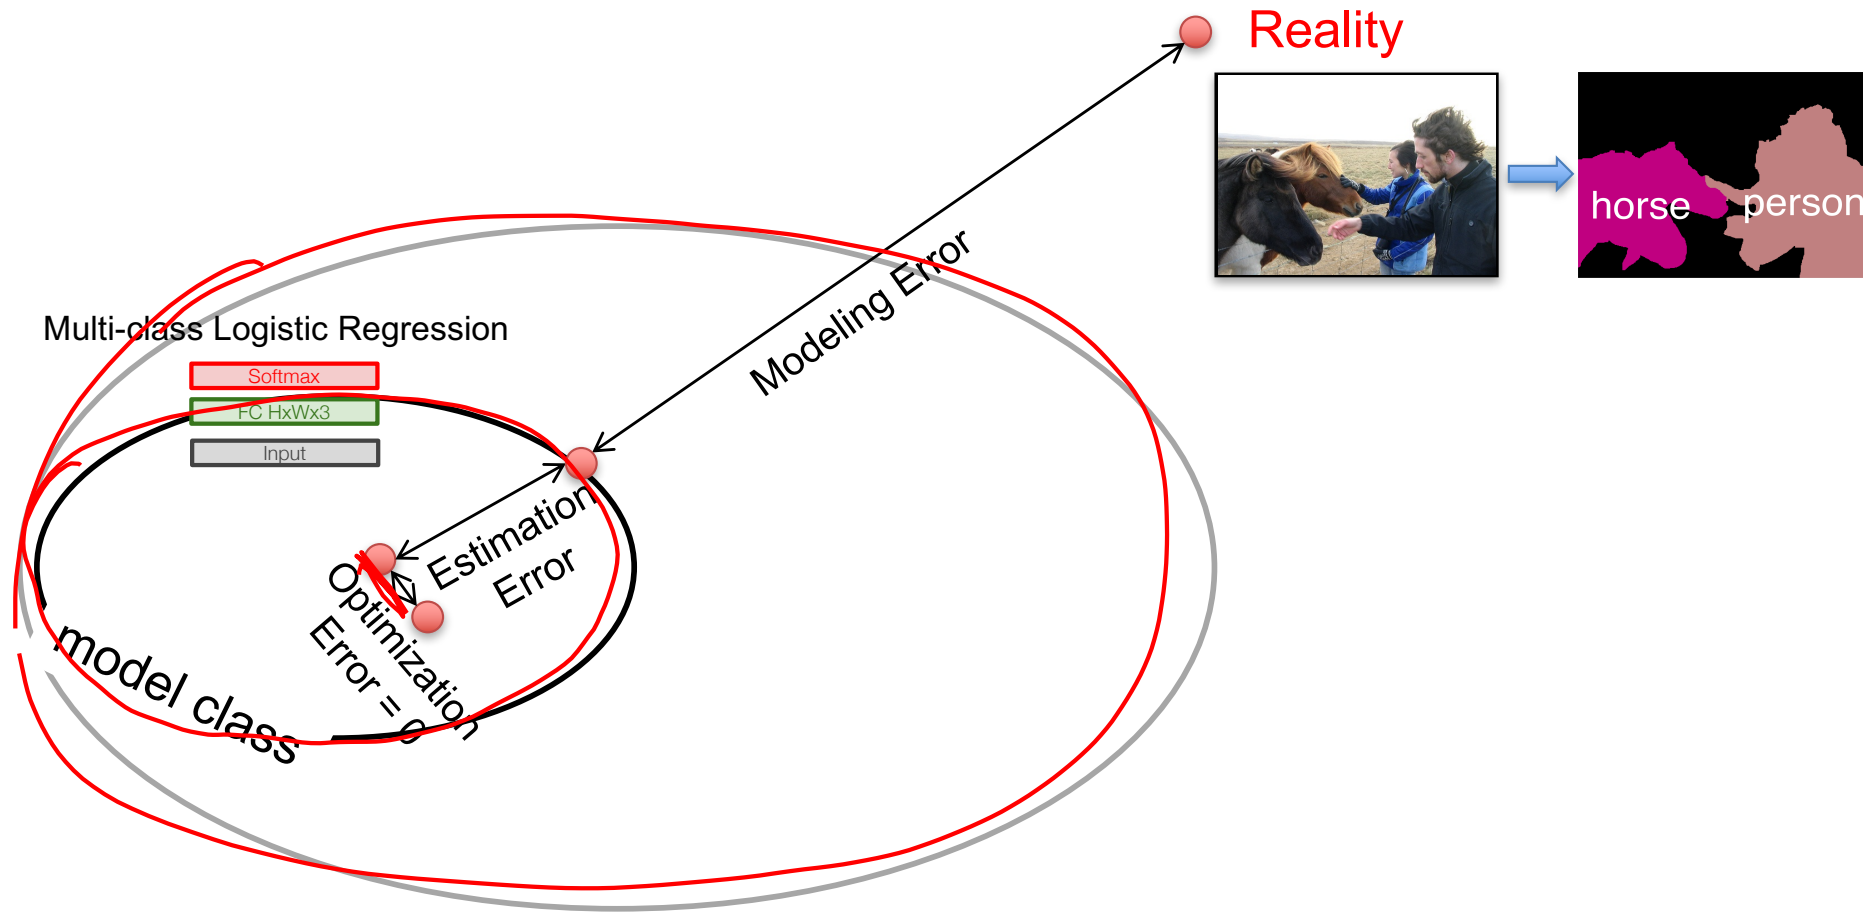 Reality
horse
person
Modeling Error
Multi-class Logistic Regression
Softmax
FC HxWx3
Input
Estimation
Error
Optimization
Error = 0
model class